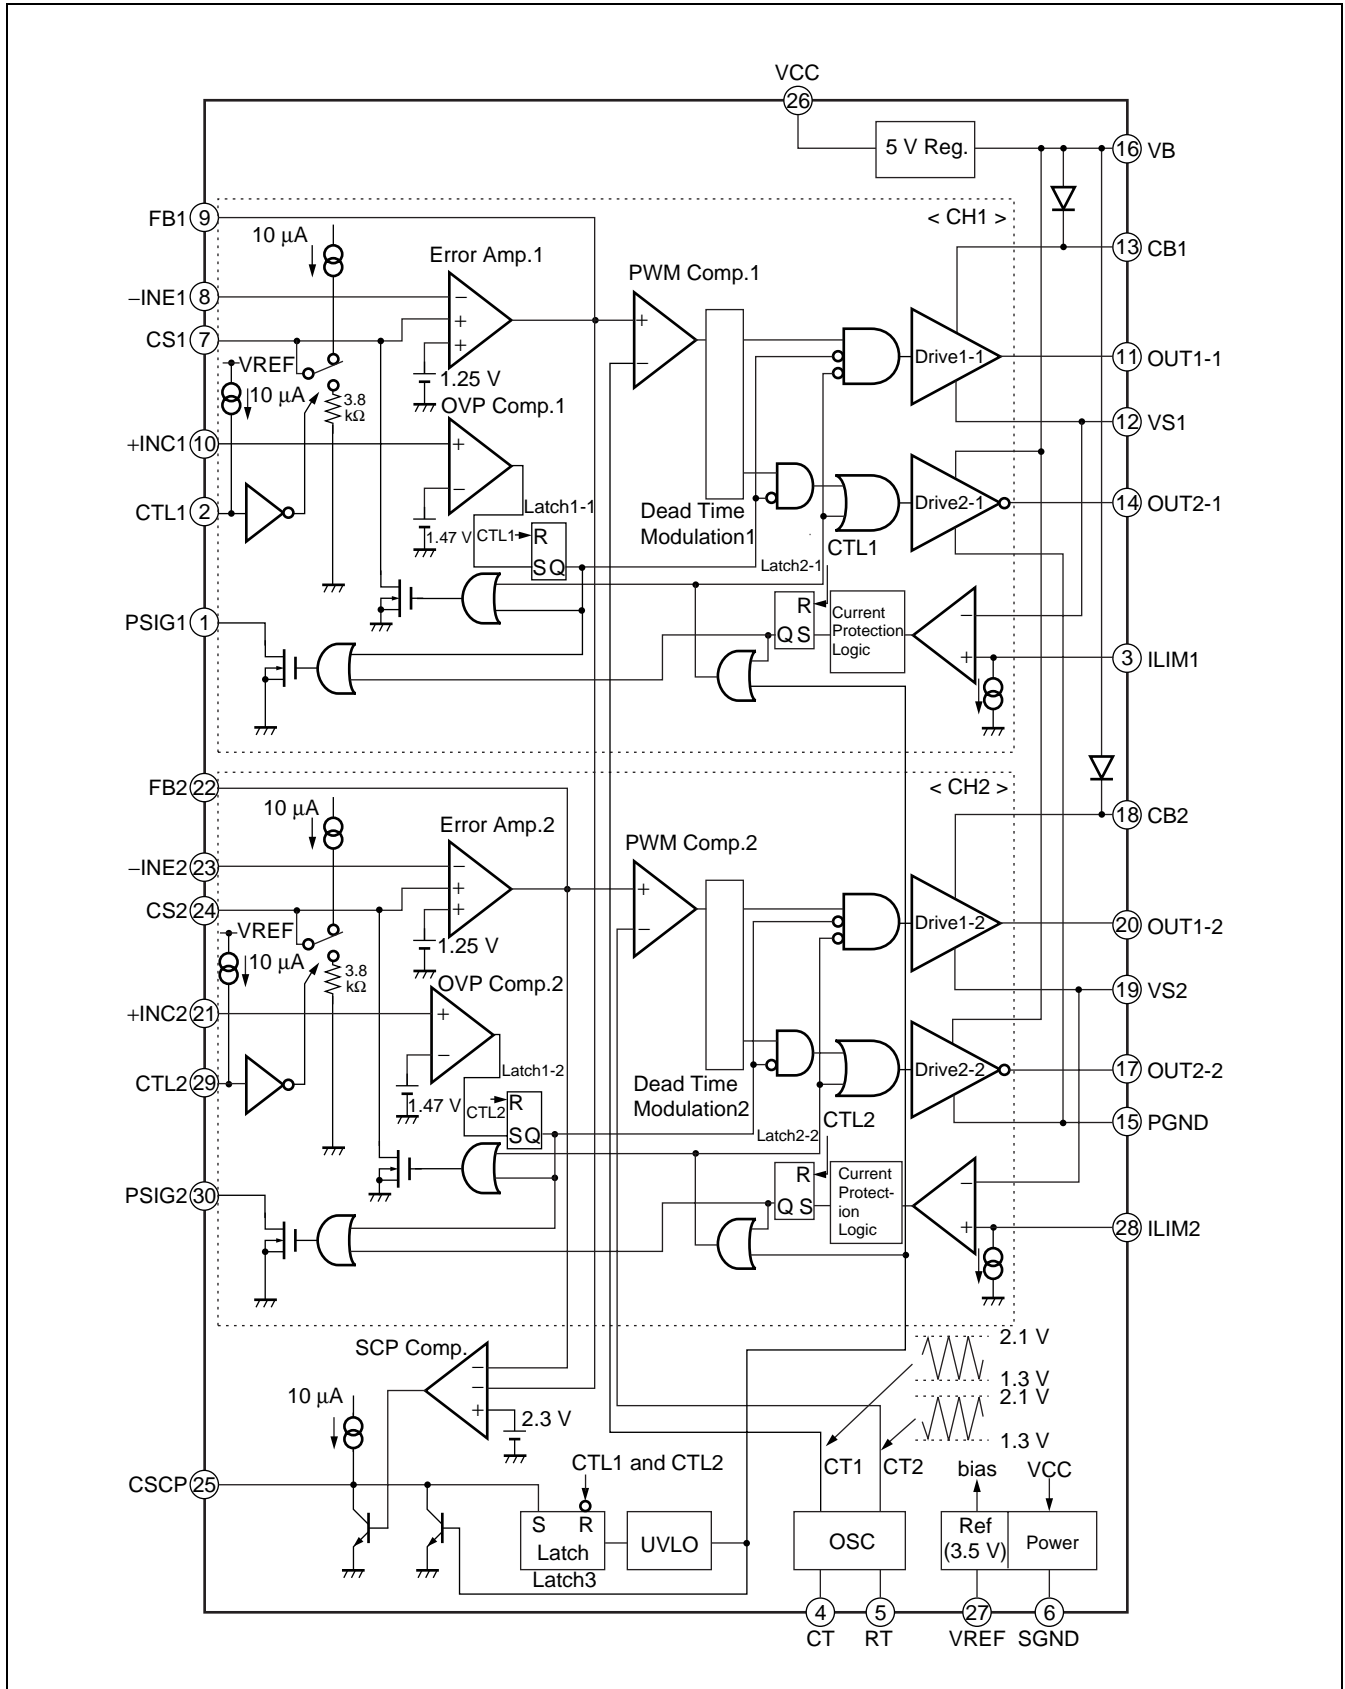 VCC
26
5 V Reg.
16 VB
FB1 9
10 µA
< CH1 >
Error Amp.1
PWM Comp.1
13 CB1
−INE1 8
−
+
+
CS1 7
+
−
VREF
10 µA
3.8
kΩ
1.25 V
Drive1-1
11 OUT1-1
OVP Comp.1
12 VS1
+INC1 10
+
−
CTL1 2
1.47 V
Latch1-1
CTL1
R
SQ
Dead Time
Modulation1
CTL1
Drive2-1
14 OUT2-1
Latch2-1
R
Q S
Current
Protection
Logic
−
+
PSIG1 1
3 ILIM1
FB2 22
10 µA
< CH2 >
Error Amp.2
PWM Comp.2
18 CB2
−INE2 23
−
+
+
CS2 24
+
−
VREF
10 µA
3.8
kΩ
1.25 V
Drive1-2
20 OUT1-2
OVP Comp.2
19 VS2
+INC2 21
+
−
CTL2 29
1.47 V
Latch1-2
CTL2
R
SQ
Dead Time
Modulation2
CTL2
Drive2-2
17 OUT2-2
15 PGND
Latch2-2
R
Q S
Current
Protect-
ion
Logic
−
+
PSIG2 30
28 ILIM2
SCP Comp.
−
−
+
2.3 V
10 µA
2.1 V
1.3 V
2.1 V
1.3 V
CT1
CT2
CSCP 25
CTL1 and CTL2
S R
Latch
Latch3
UVLO
OSC
bias
VCC
Ref
(3.5 V)
Power
4
5
27
6
CT
RT
VREF
SGND